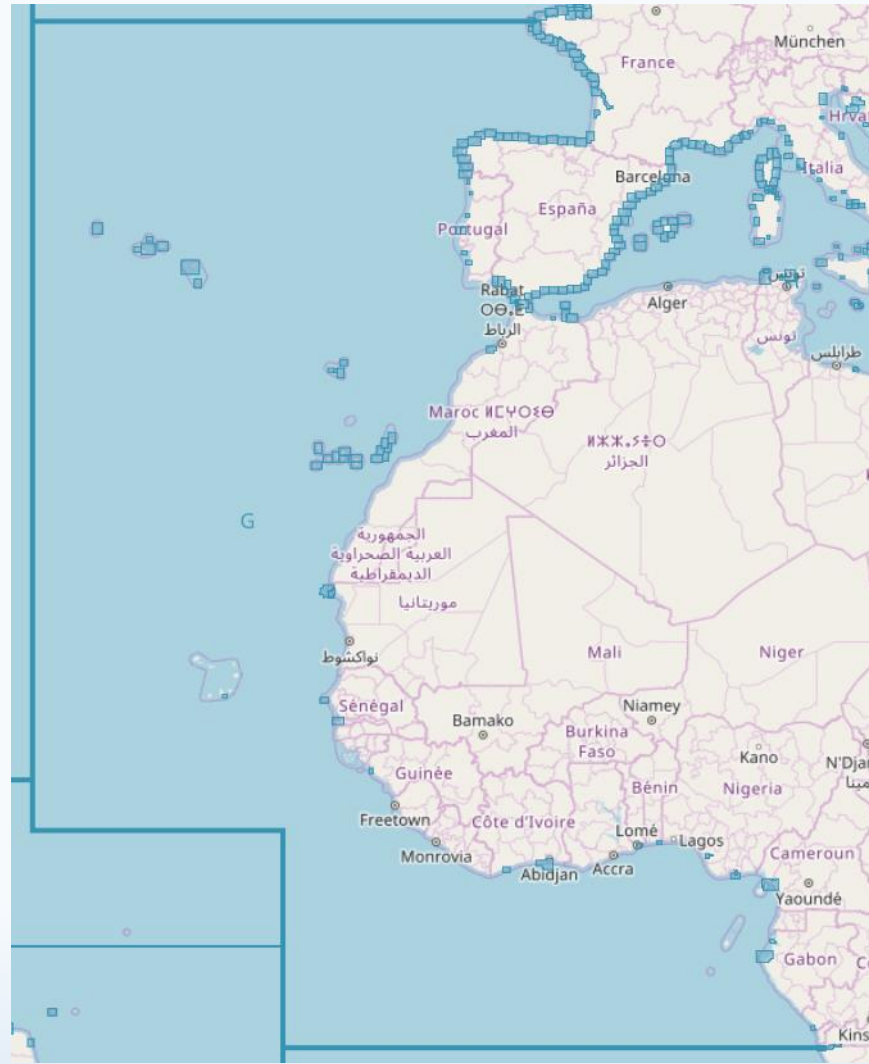 München
France
Hrva
Italia
Barcelona
España
Portugal
Rabat
ⵔⴱⴰⵟ
الرباط
Alger
تونس
تونس
طرابلس
Maroc ⵍⵎⵖⵔⵉⴱ
المغرب
ⵍⵣⵣⴰⵢⴻⵔ
الجزائر
G
الجمهورية
العربية الصحراوية
الديمقراطية
موريتانيا
نواكشوط
Mali
Niger
Sénégal
Bamako
Niamey
Burkina
Faso
Kano
N'Djar
Guinée
Bénin
Nigeria
Freetown
Côte d'Ivoire
Lomé
Lagos
Monrovia
Abidjan
Accra
Cameroun
Yaoundé
Gabon
Kins